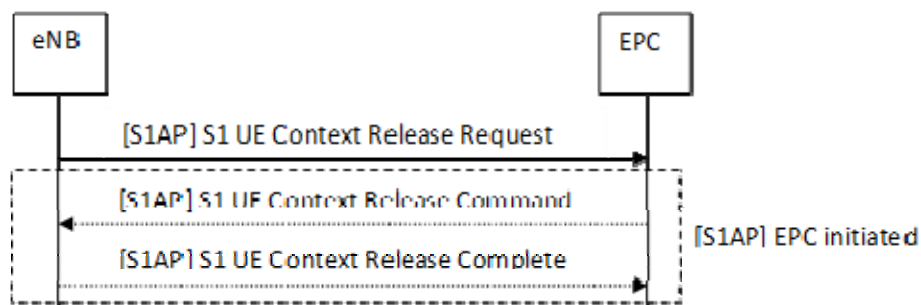 eNB
EPC
[S1AP] S1 UE Context Release Request
[S1AP] S1 UE Context Release Command
[S1AP] EPC initiated
[S1AP] S1 UE Context Release Complete